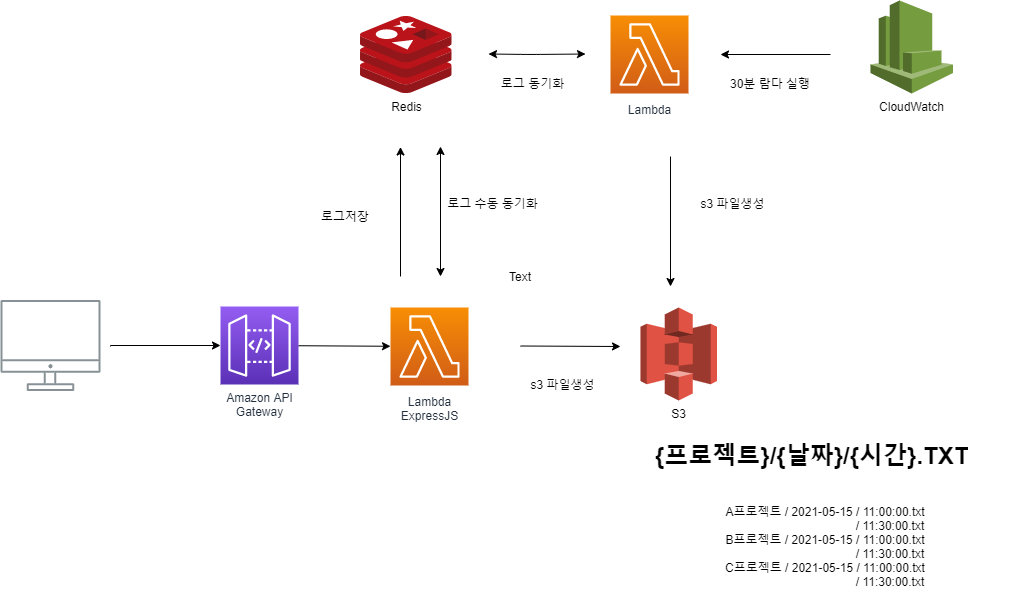 Redis
로그 동기화
Lambda
30분 람다 실행
CloudWatch
로그저장
로그 수동 동기화
s3 파일생성
Text
Amazon API
Gateway
Lambda
ExpressJS
s3 파일생성
S3
{프로젝트}/{날짜}/{시간}.TXT
A프로젝트 / 2021-05-15 / 11:00:00.txt
/ 11:30:00.txt
B프로젝트 / 2021-05-15 / 11:00:00.txt
/ 11:30:00.txt
C프로젝트 / 2021-05-15 / 11:00:00.txt
/ 11:30:00.txt